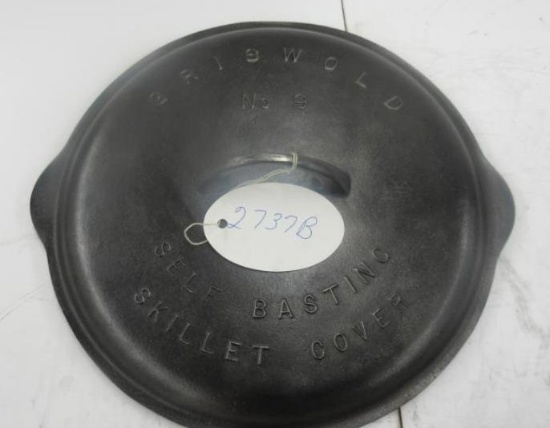 GRISWOLD
No 9
2737B
SELF BASTING
SKILLET COVER